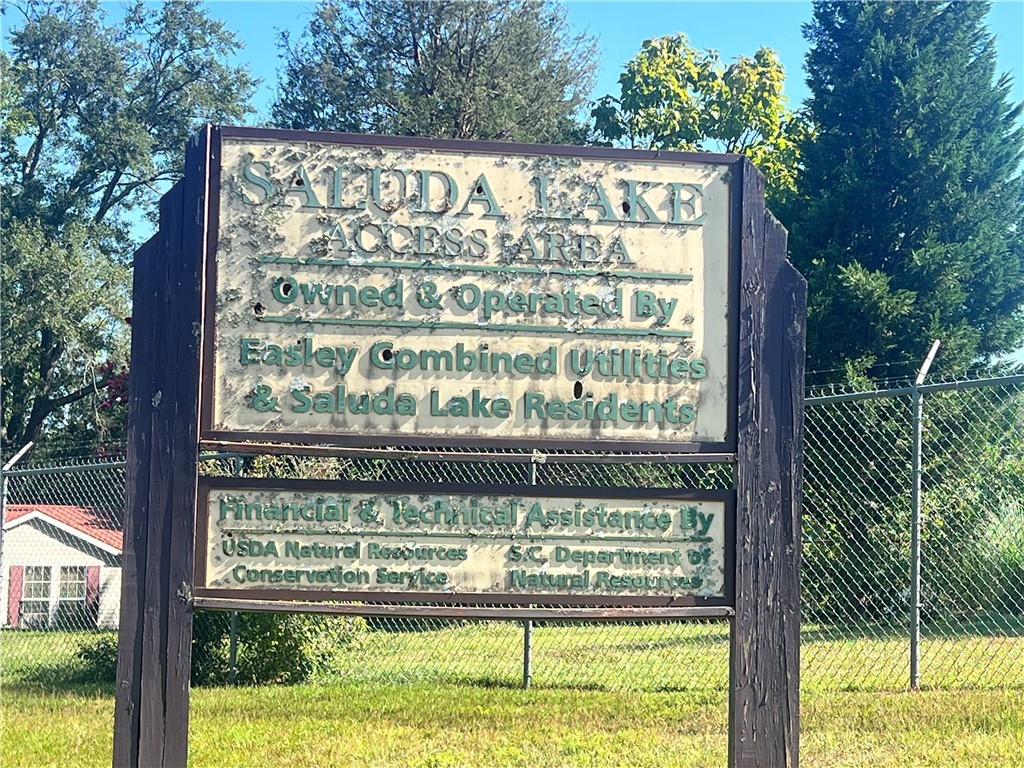 SALUDA LAKE
ACCESS AREA
Owned & Operated By
Easley Combined Utilities
& Saluda Lake Residents
Financial & Technical Assistance By
USDA Natural Resources
Conservation Service
S.C. Department of
Natural Resources